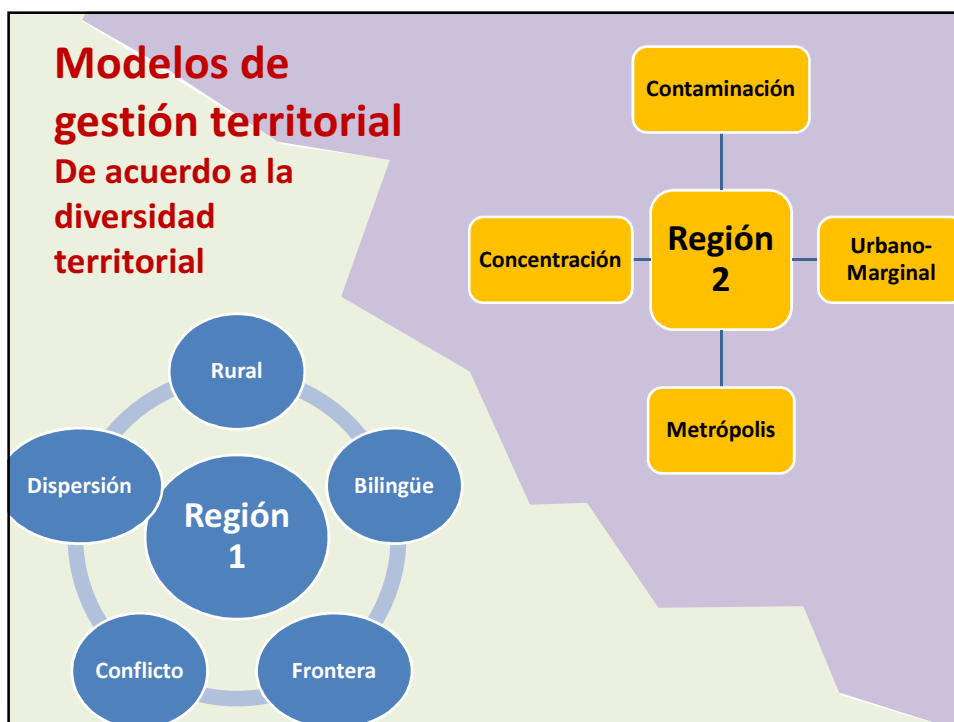 Modelos de
gestión territorial
De acuerdo a la
diversidad
territorial
Contaminación
Concentración
Región
2
Urbano-
Marginal
Metrópolis
Rural
Dispersión
Bilingüe
Región
1
Conflicto
Frontera